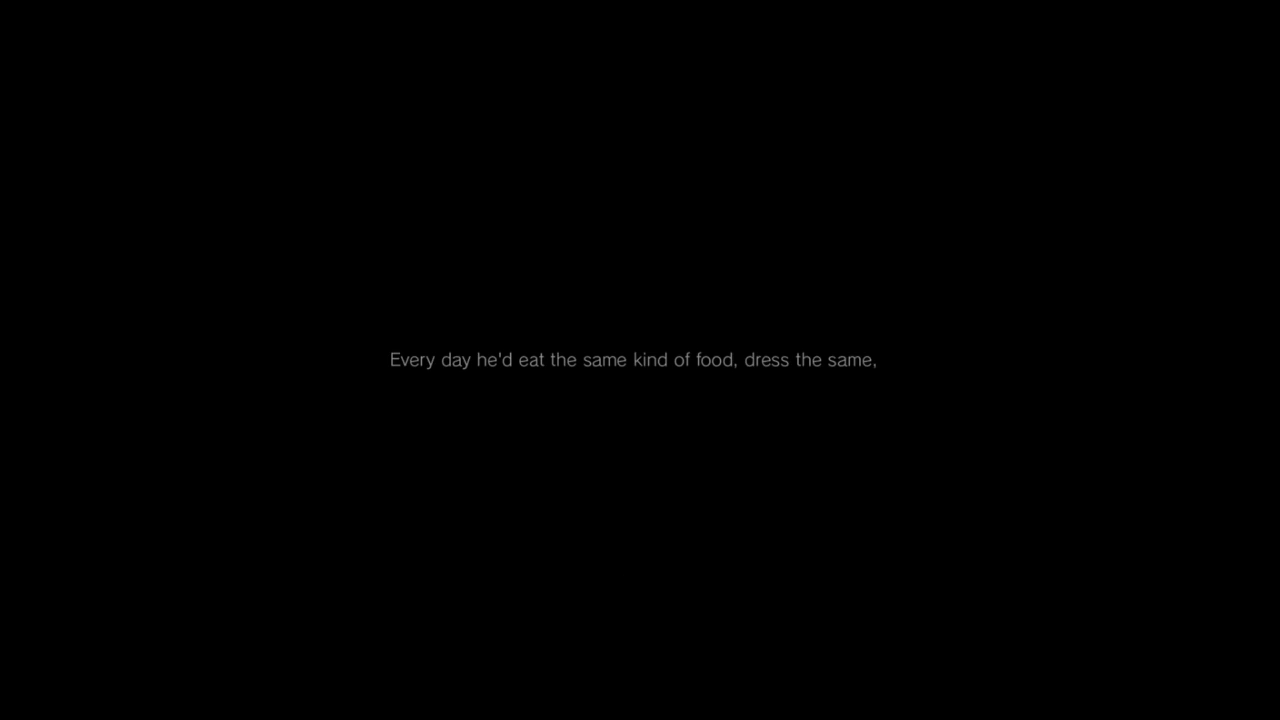 Every day he'd eat the same kind of food, dress the same,